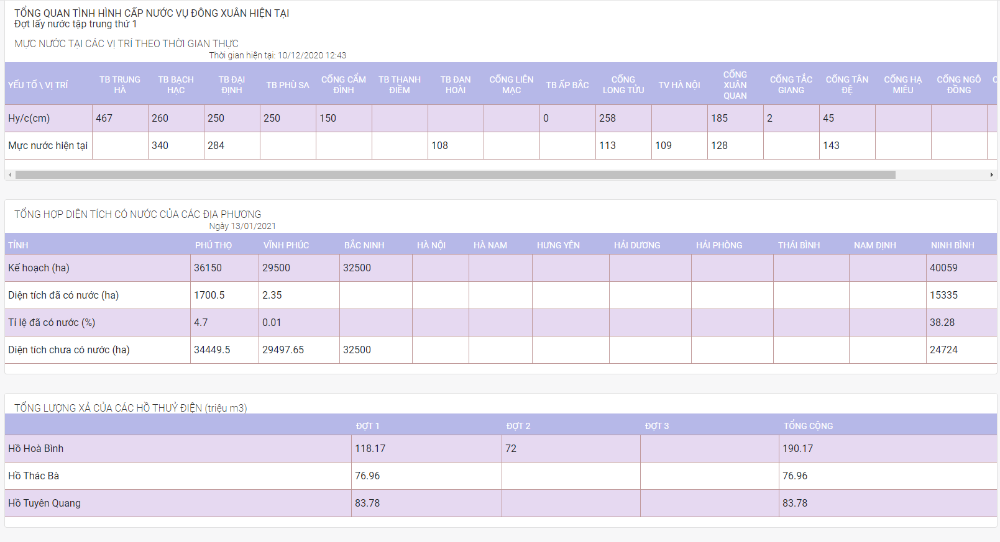 TỔNG QUAN TÌNH HÌNH CẤP NƯỚC VỤ ĐÔNG XUÂN HIỆN TẠI
Đợt lấy nước tập trung thứ 1
MỰC NƯỚC TẠI CÁC VỊ TRÍ THEO THỜI GIAN THỰC
Thời gian hiện tại: 10/12/2020 12:43
YẾU TỐ \ VỊ TRÍ TB TRUNG HÀ TB BẠCH HẠC TB ĐẠI ĐỊNH TB PHÙ SA CỐNG CẨM ĐÌNH TB THANH ĐIỀM TB ĐAN HOÀI CỐNG LIÊN MẠC TB ẤP BẮC CỐNG LONG TỬU TV HÀ NỘI CỐNG XUÂN QUAN CỐNG TẮC GIANG CỐNG TÂN ĐỆ CỐNG HẠ MIÊU CỐNG NGÔ ĐỒNG
Hy/c(cm) 467 260 250 250 150 0 258 185 2 45
Mực nước hiện tại 340 284 108 113 109 128 143
TỔNG HỢP DIỆN TÍCH CÓ NƯỚC CỦA CÁC ĐỊA PHƯƠNG
Ngày 13/01/2021
TỈNH PHÚ THỌ VĨNH PHÚC BẮC NINH HÀ NỘI HÀ NAM HƯNG YÊN HẢI DƯƠNG HẢI PHÒNG THÁI BÌNH NAM ĐỊNH NINH BÌNH
Kế hoạch (ha) 36150 29500 32500 40059
Diện tích đã có nước (ha) 1700.5 2.35 15335
Tỉ lệ đã có nước (%) 4.7 0.01 38.28
Diện tích chưa có nước (ha) 34449.5 29497.65 32500 24724
TỔNG LƯỢNG XẢ CỦA CÁC HỒ THUỶ ĐIỆN (triệu m3)
ĐỢT 1 ĐỢT 2 ĐỢT 3 TỔNG CỘNG
Hồ Hoà Bình 118.17 72 190.17
Hồ Thác Bà 76.96 76.96
Hồ Tuyên Quang 83.78 83.78